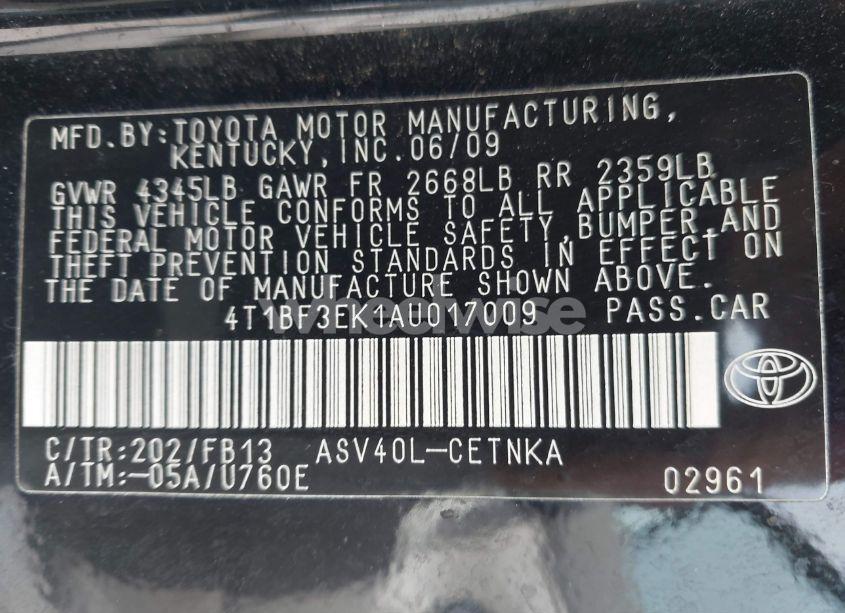 MFD.BY:TOYOTA MOTOR MANUFACTURING,
KENTUCKY,INC.06/09
GVWR 4345LB GAWR FR 2668LB RR 2359LB
THIS VEHICLE CONFORMS TO ALL APPLICABLE
FEDERAL MOTOR VEHICLE SAFETY,BUMPER,AND
THEFT PREVENTION STANDARDS IN EFFECT ON
THE DATE OF MANUFACTURE SHOWN ABOVE.
4T1BF3EK1AU017009 PASS.CAR
wheelwise
C/TR:202/FB13 ASV40L-CETNKA
A/TM:-05A/U760E 02961